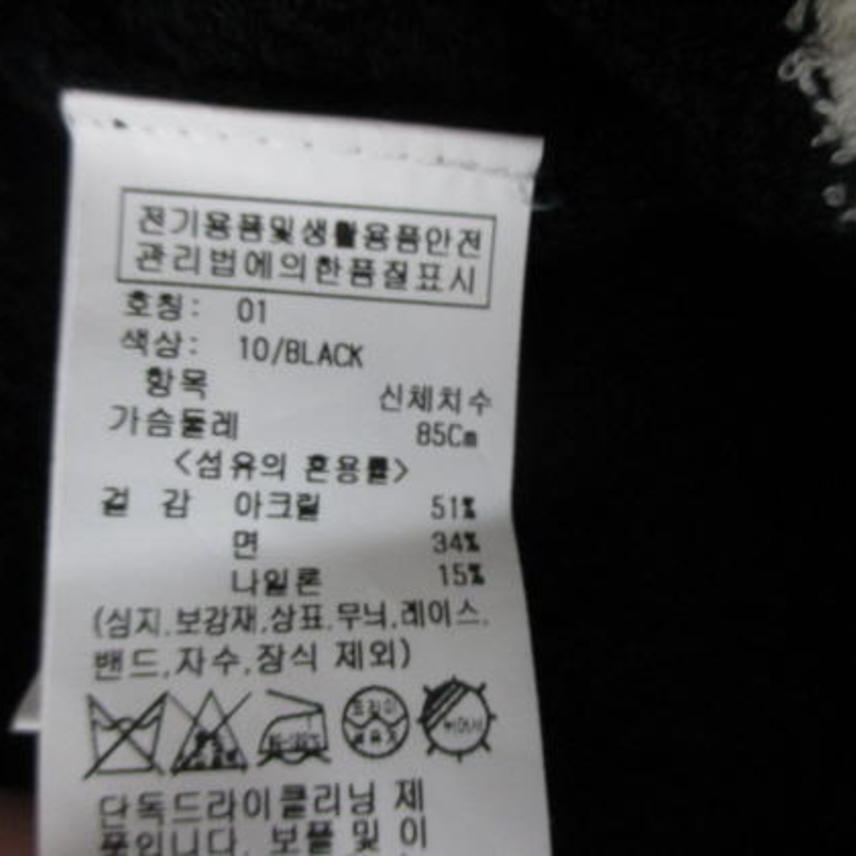 전기용품및생활용품안전
관리법에의한품질표시
호칭: 01
색상: 10/BLACK
항목 신체치수
가슴둘레 85Cm
<섬유의 혼용률>
겉 감 아크릴 51%
면 34%
나일론 15%
(심지,보강재,상표,무늬,레이스,
밴드,자수,장식 제외)
드라이
단독드라이클리닝 제
품입니다. 보풀 및 이